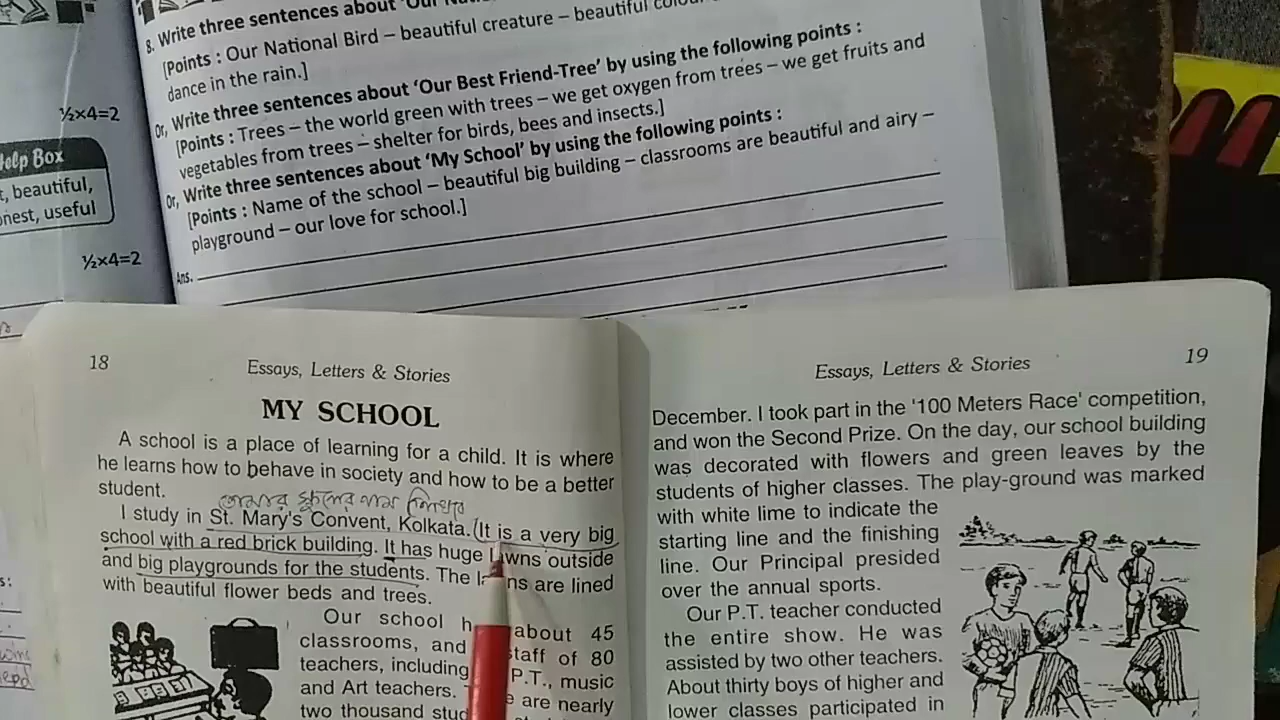 8. Write three sentences about 'Our
[Points : Our National Bird – beautiful creature – beautiful
dance in the rain.]
Or, Write three sentences about 'Our Best Friend-Tree' by using the following points :
[Points : Trees – the world green with trees – we get oxygen from trees – we get fruits and
vegetables from trees – shelter for birds, bees and insects.]
Or, Write three sentences about 'My School' by using the following points :
[Points : Name of the school – beautiful big building – classrooms are beautiful and airy –
playground – our love for school.]
Ans.
½×4=2
Help Box
beautiful,
useful
½×4=2
18
Essays, Letters & Stories
MY SCHOOL
A school is a place of learning for a child. It is where
he learns how to behave in society and how to be a better
student.
তোমার স্কুলের নাম লিখবে
I study in St. Mary's Convent, Kolkata. (It is a very big
school with a red brick building. It has huge lawns outside
and big playgrounds for the students. The are lined
with beautiful flower beds and trees.
Our school about 45
classrooms, and staff of 80
teachers, including P.T., music
and Art teachers. are nearly
two thousand
19
Essays, Letters & Stories
December. I took part in the '100 Meters Race' competition,
and won the Second Prize. On the day, our school building
was decorated with flowers and green leaves by the
students of higher classes. The play-ground was marked
with white lime to indicate the
starting line and the finishing
line. Our Principal presided
over the annual sports.
Our P.T. teacher conducted
the entire show. He was
assisted by two other teachers.
About thirty boys of higher and
lower classes participated in